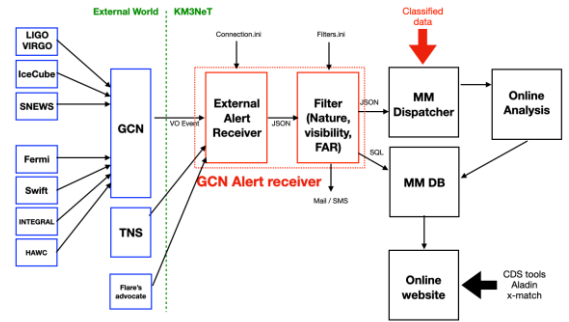 External World
KM3NeT
Classified
data
LIGO
VIRGO
IceCube
SNEWS
Fermi
Swift
INTEGRAL
HAWC
GCN
TNS
Flare's
advocate
VO Event
Connection.ini
External
Alert
Receiver
JSON
Filters.ini
Filter
(Nature,
visibility,
FAR)
GCN Alert receiver
Mail / SMS
JSON
SQL
MM
Dispatcher
Online
Analysis
MM DB
Online
website
CDS tools
Aladin
x-match